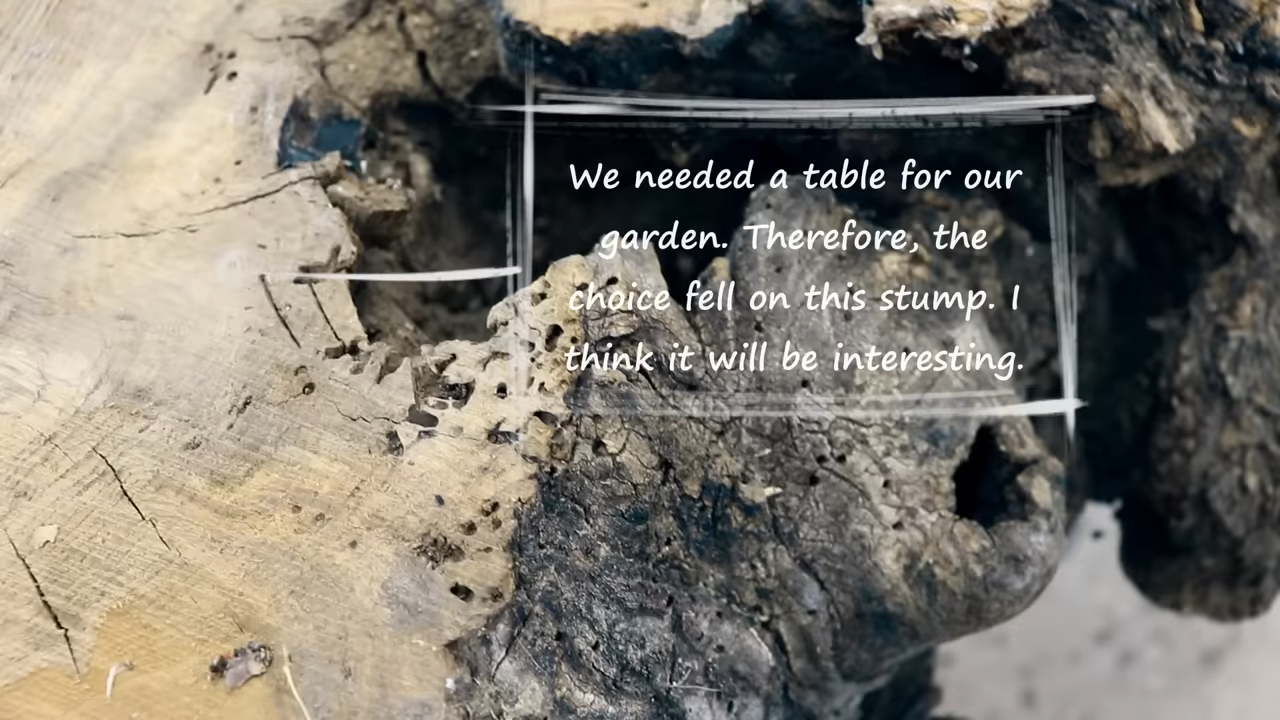 We needed a table for our
garden. Therefore, the
choice fell on this stump. I
think it will be interesting.